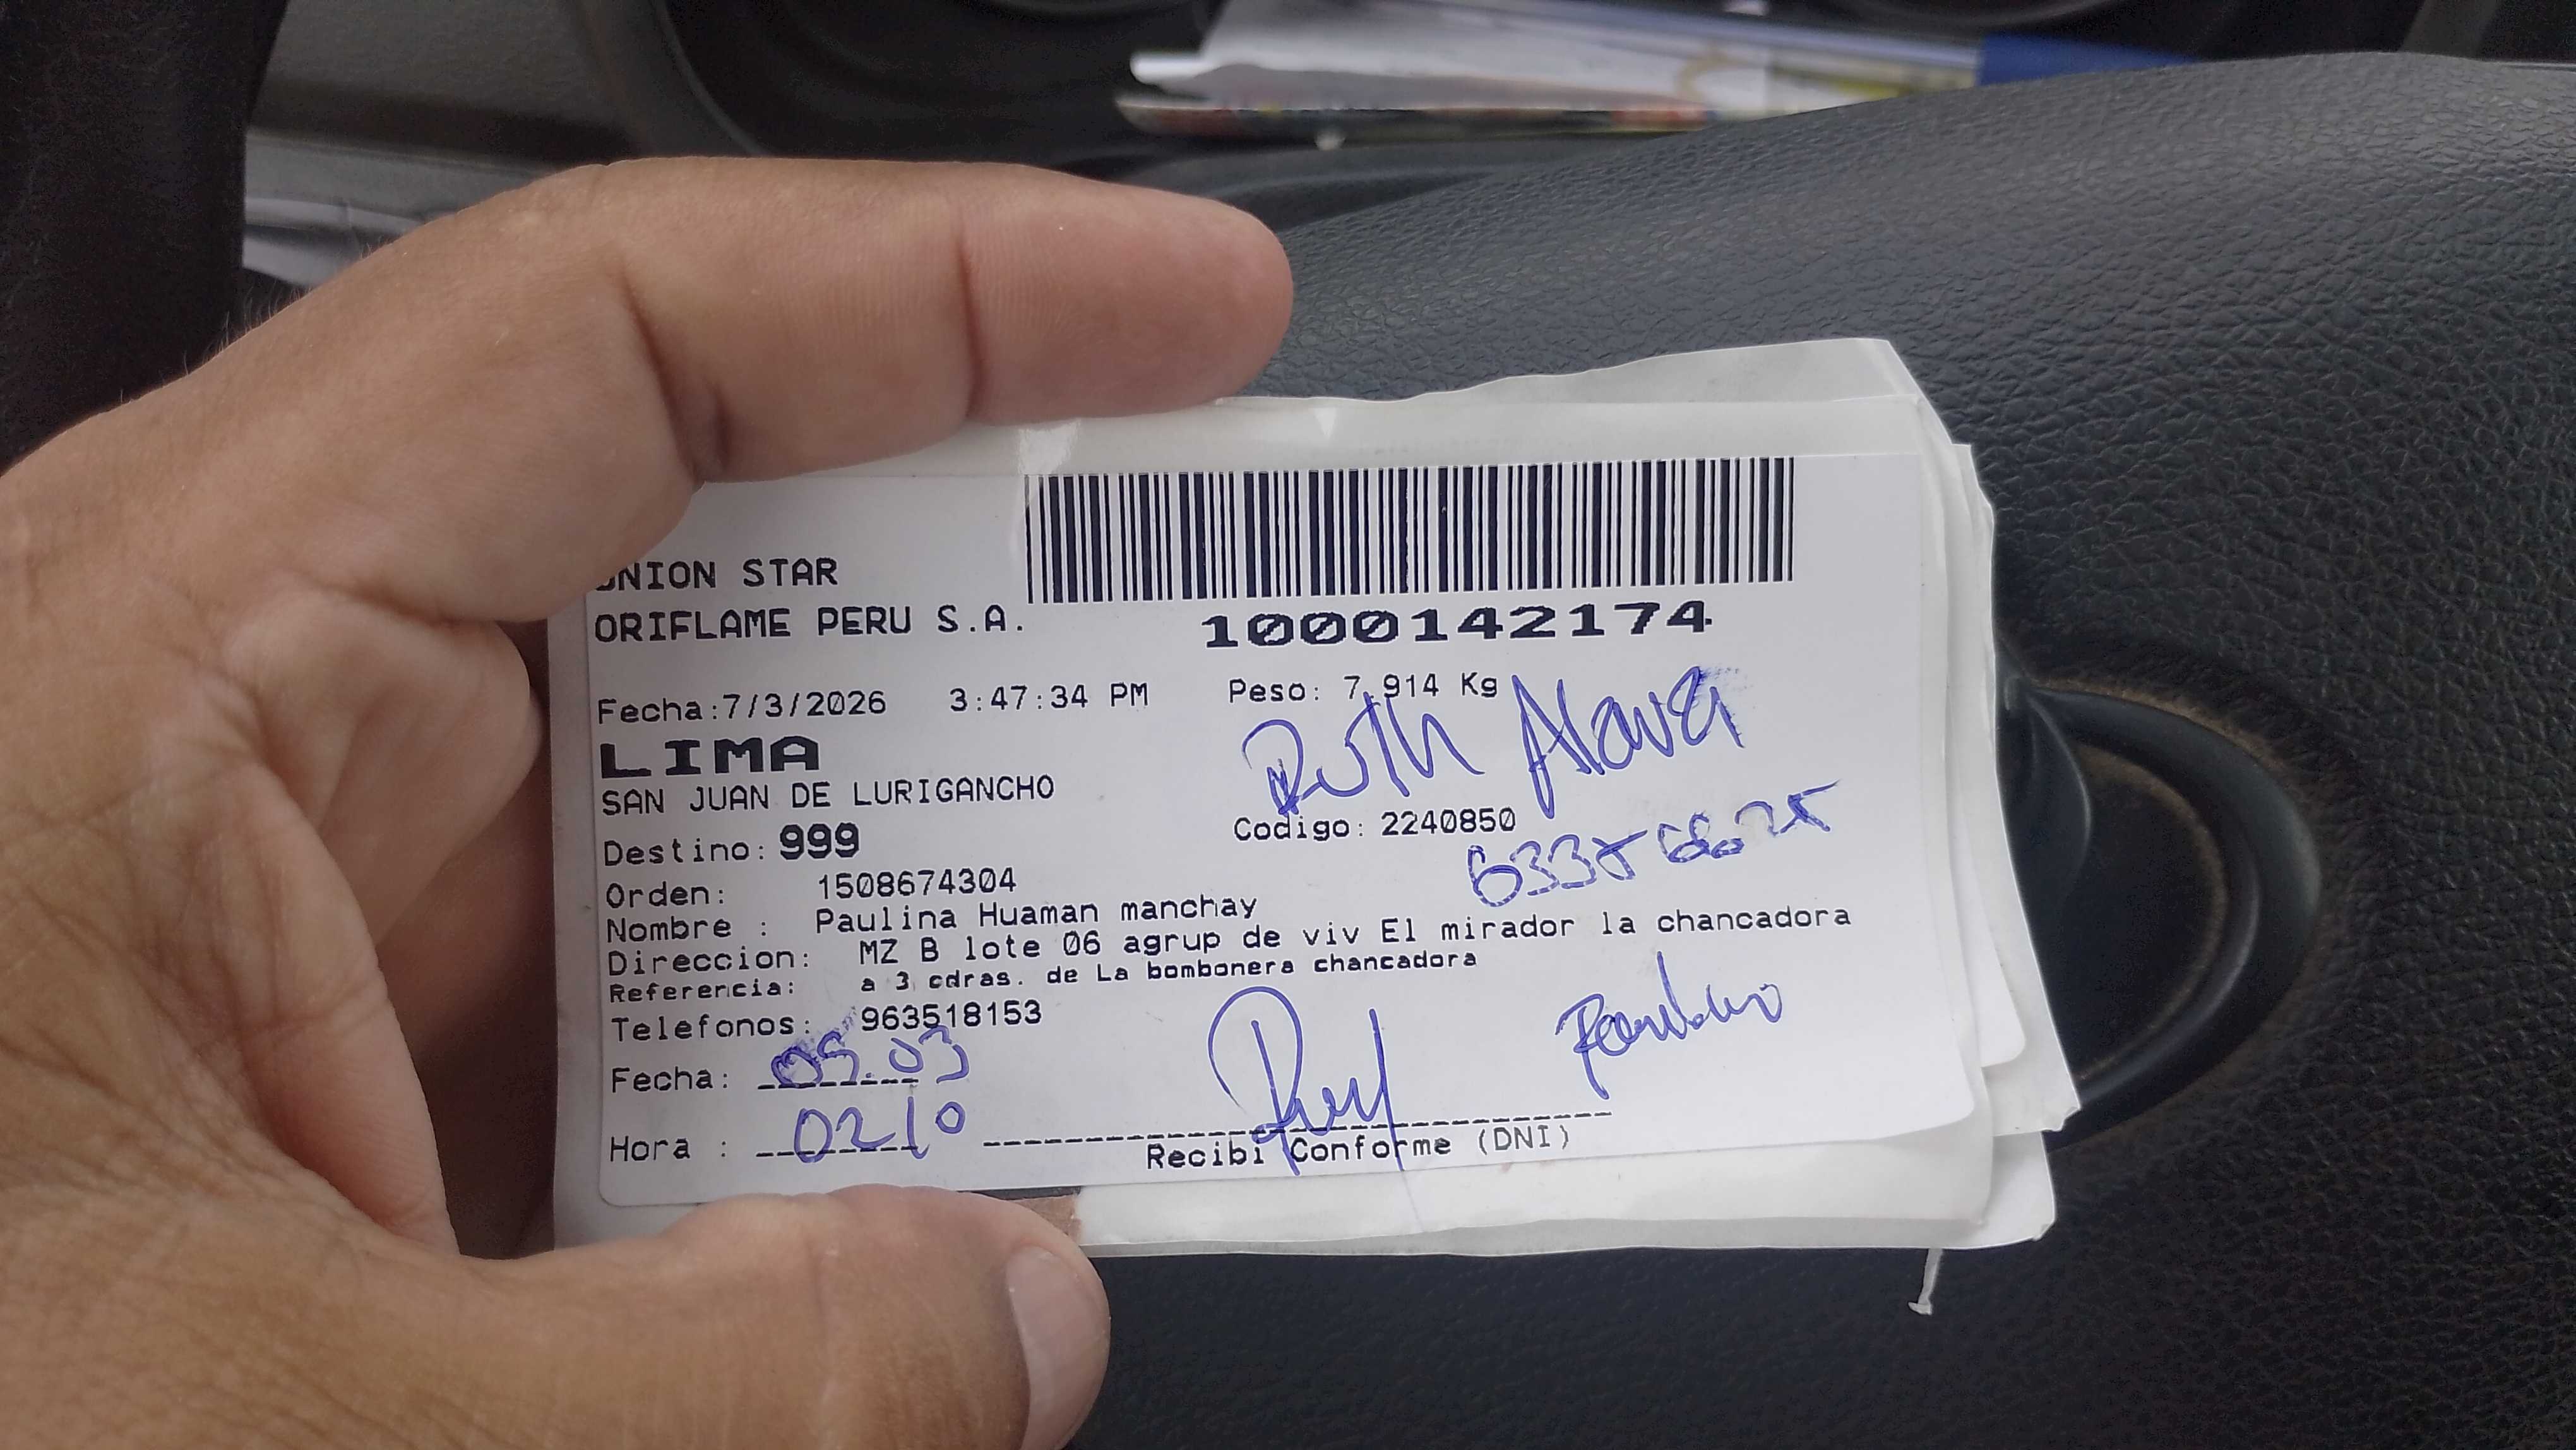 UNION STAR
ORIFLAME PERU S.A.
1000142174
Fecha:7/3/2026 3:47:34 PM Peso: 7.914 Kg
LIMA
Ruth Alava
SAN JUAN DE LURIGANCHO
Codigo: 2240850
Destino: 999
Orden: 1508674304
Nombre : Paulina Huaman manchay
Direccion: MZ B lote 06 agrup de viv El mirador la chancadora
Referencia: a 3 cdras. de La bombonera chancadora
Telefonos: 963518153
Fecha: 09.03
Hora : 0210
Recibi Conforme (DNI)